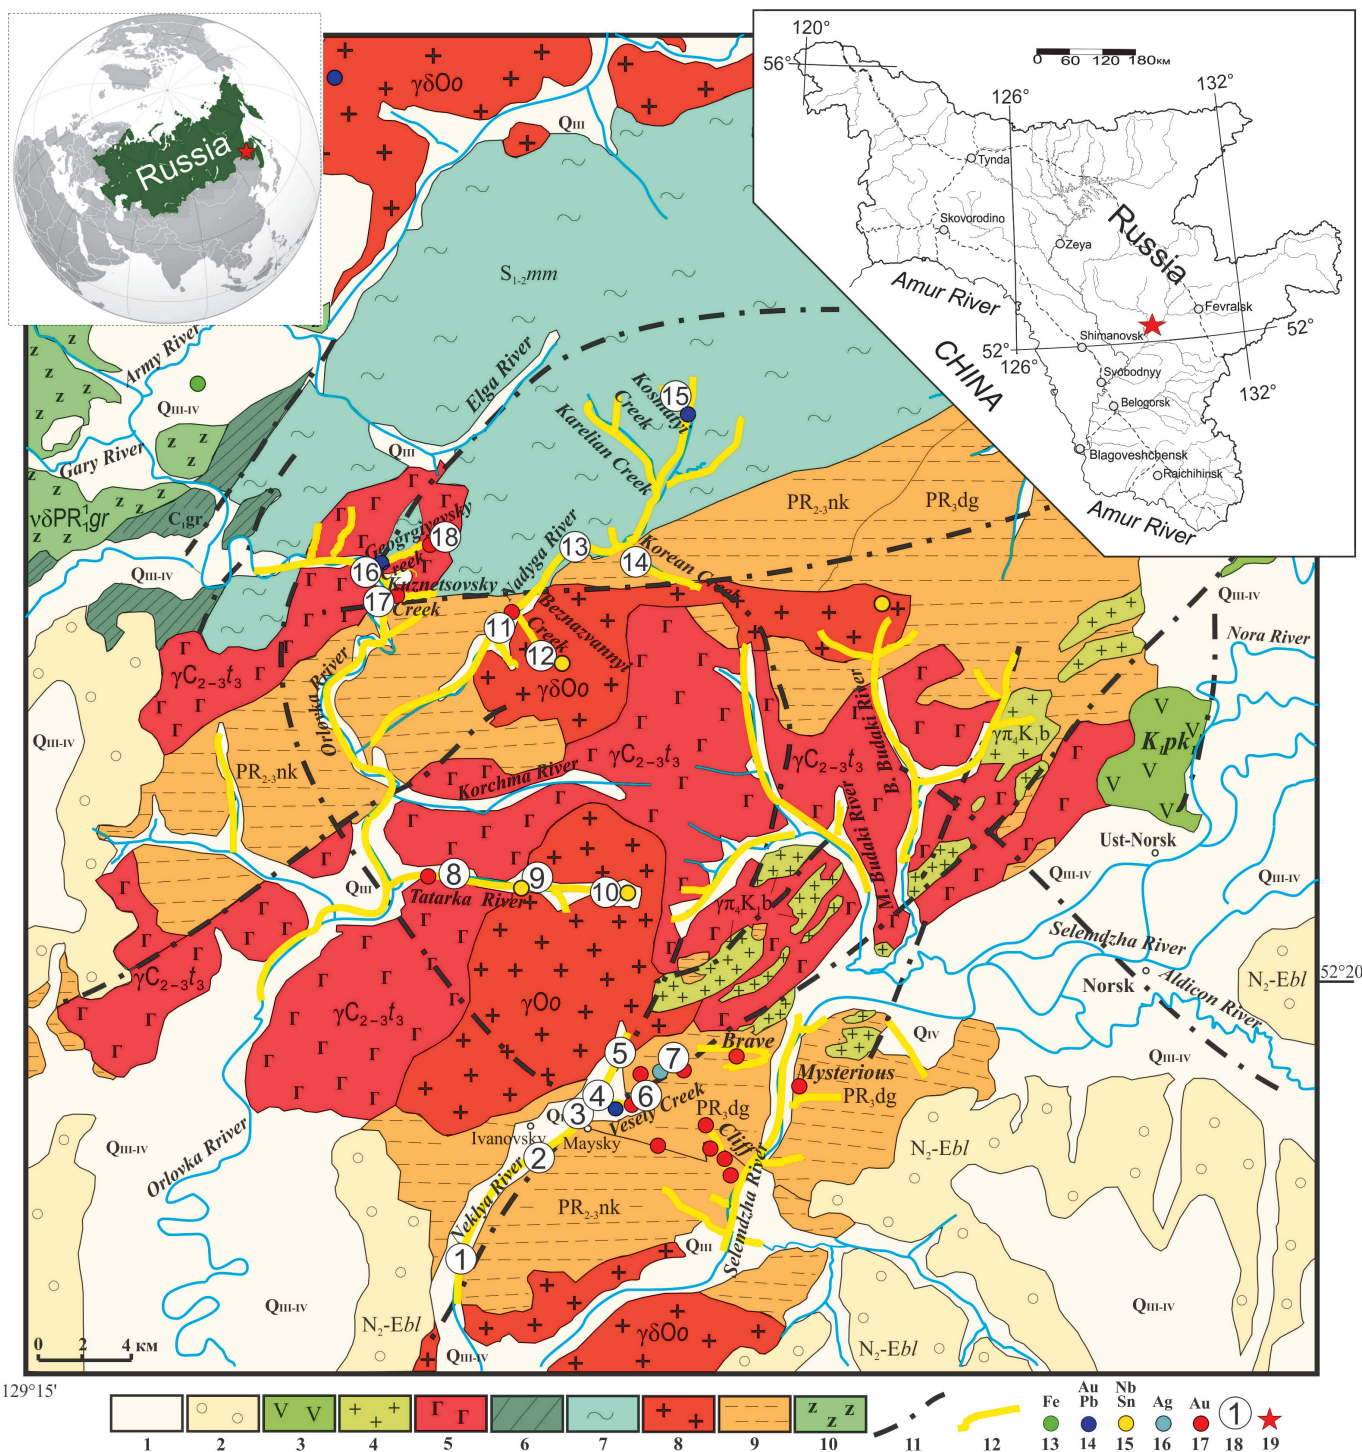 Russia
120°
56°
0 60 120 180км
126°
132°
Tynda
Skovorodino
Zeya
Russia
Amur River
Fevralsk
52°
Shimanovsk
52°
126°
CHINA
Svobodnyy
132°
Belogorsk
Blagoveshchensk
Raichihinsk
Amur River
γδOo
QIII
S1-2mm
Army River
Elga River
QIII-IV
Koshatyi
Creek
15
Karelian Creek
Gary River
QIII
PR2-3nk
PR3dg
νδPR11gr
C1gr
Geogrgiyevsky
Creek
18
Nadyga River
13
14
Korean Creek
QIII-IV
16
Kuznetsovsky
Creek
17
QIII-IV
Nora River
Beznazvannyi
Creek
11
12
γδOo
γC2-3t3
Orlovka River
B. Budaki River
γπ4K1b
K1pk
QIII-IV
PR2-3nk
γC2-3t3
γC2-3t3
Korchma River
M. Budaki River
Ust-Norsk
QIII
8
9
10
Tatarka River
QIII-IV
QIII-IV
γπ4K1b
Selemdzha River
Aldicon River
Norsk
N2-Ebl
52°20
γC2-3t3
γC2-3t3
γOo
QIV
5
7
Brave
Mysterious
QIII-IV
4
6
3
Vesely Creek
PR3dg
PR3dg
Ivanovsky
Maysky
Cliff
2
QIII-IV
N2-Ebl
Orlovka River
Neklya River
PR2-3nk
Selemdzha River
1
QIII
QIII-IV
QIII-IV
N2-Ebl
γδOo
N2-Ebl
0 2 4 км
QIII-IV
129°15'
V V
Γ Γ
z z z
Fe
Au Pb
Nb Sn
Ag
Au
1
1 2 3 4 5 6 7 8 9 10 11 12 13 14 15 16 17 18 19